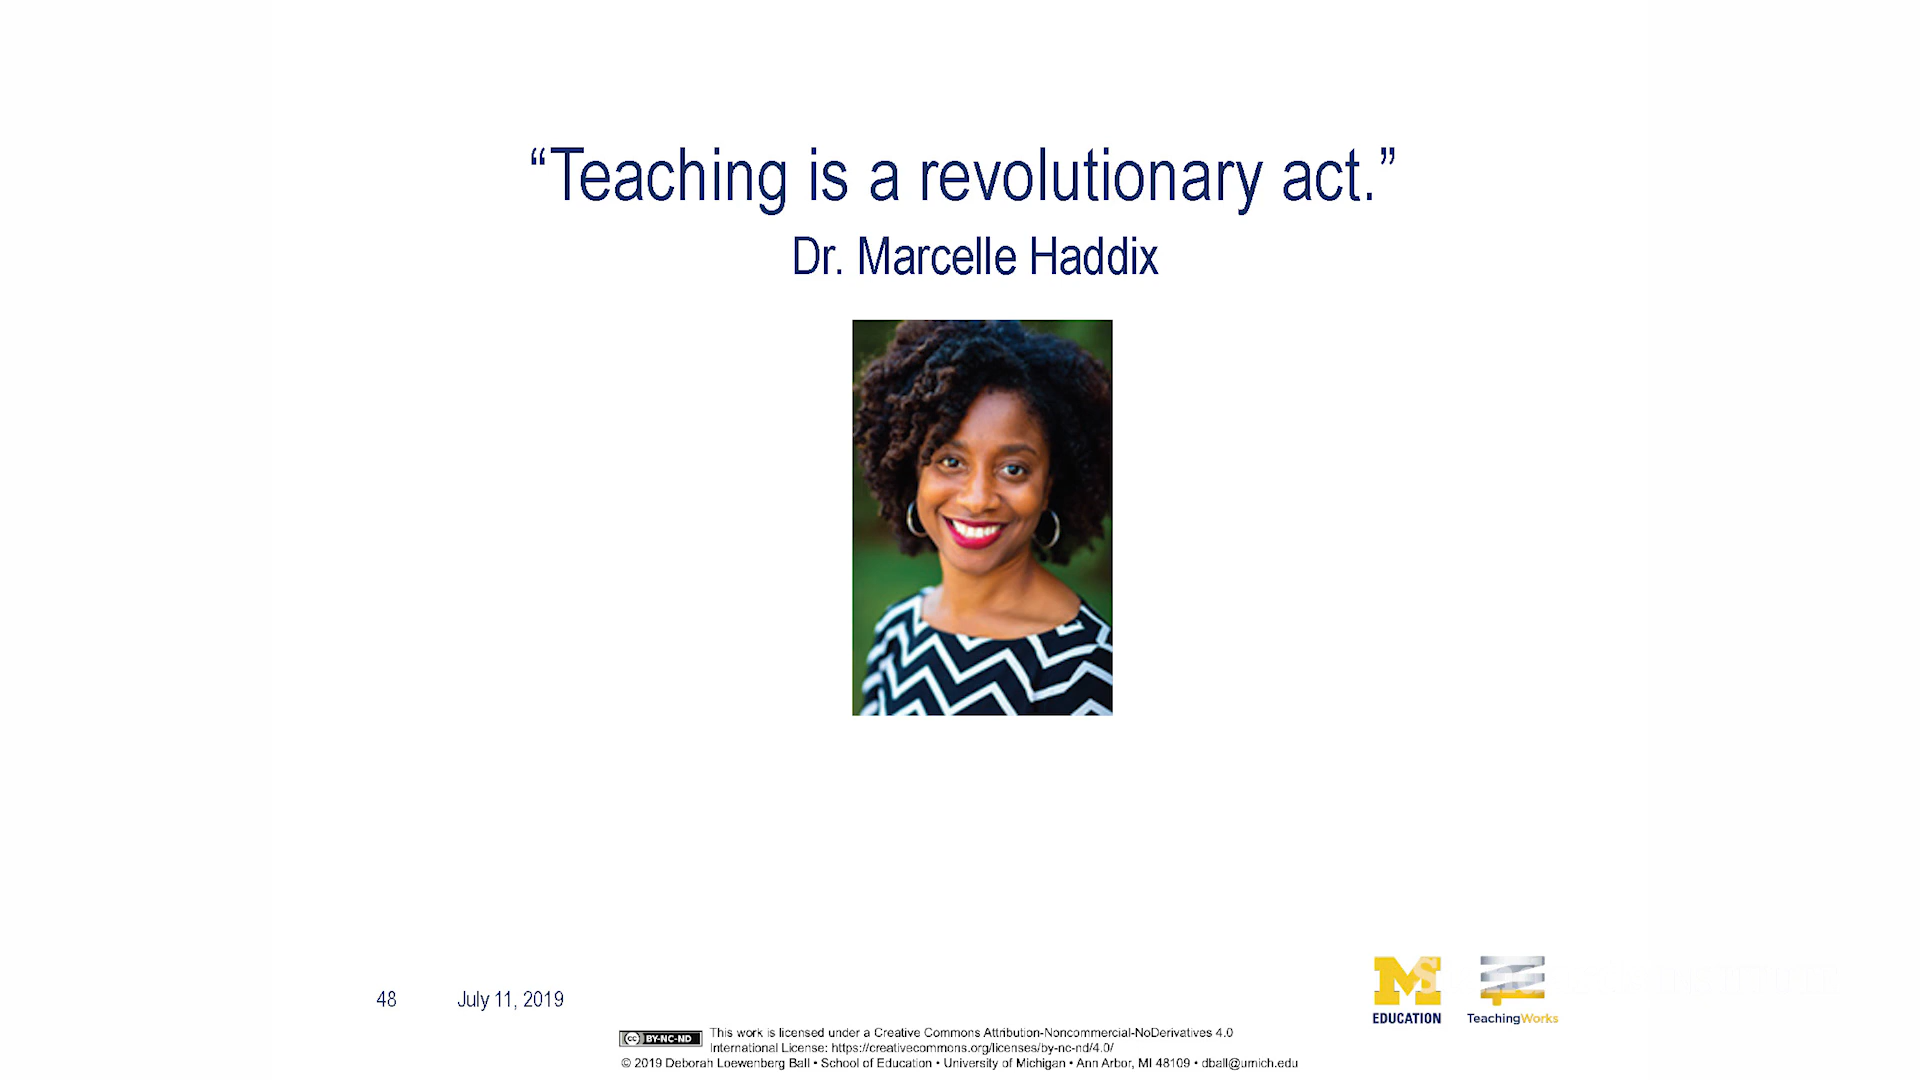 “Teaching is a revolutionary act.”
Dr. Marcelle Haddix
48 July 11, 2019
M
EDUCATION TeachingWorks
cc BY-NC-ND This work is licensed under a Creative Commons Attribution-Noncommercial-NoDerivatives 4.0
International License: https://creativecommons.org/licenses/by-nc-nd/4.0/
© 2019 Deborah Loewenberg Ball • School of Education • University of Michigan • Ann Arbor, MI 48109 • dball@umich.edu